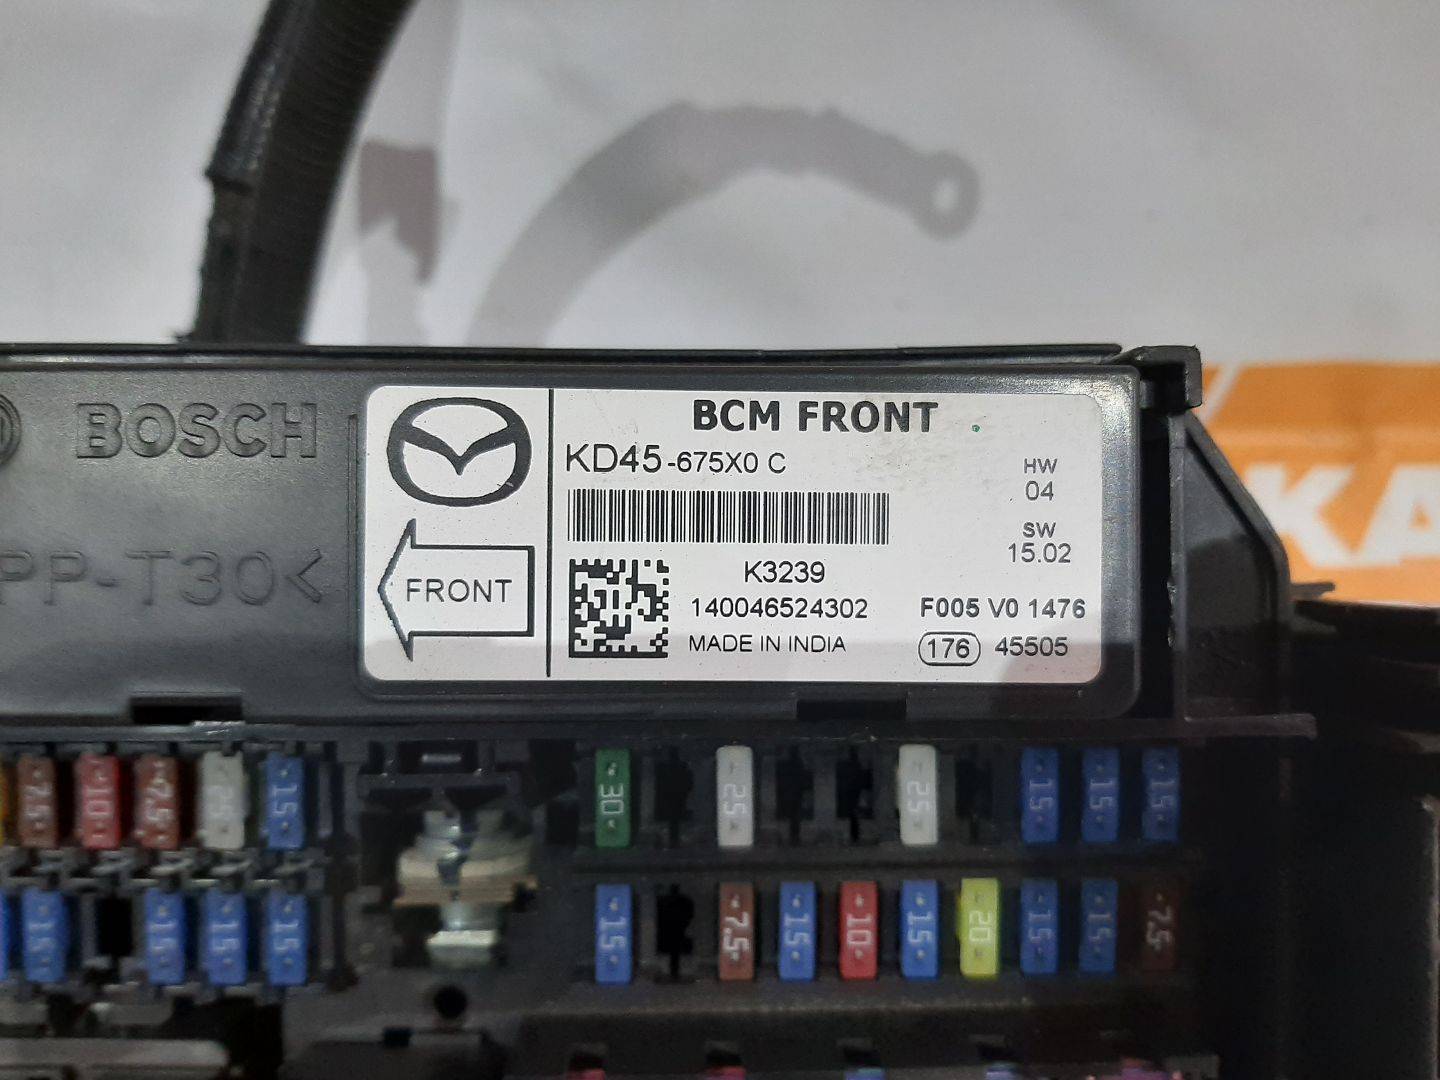 BOSCH
PP-T30<
FRONT
BCM FRONT
KD45-675X0 C
HW
04
SW
15.02
K3239
140046524302
F005 V0 1476
MADE IN INDIA
176 45505
KA
7.5 10 7.5 25 15
30 25 25 15 15 15
15 15 15 15
15 7.5 15 10 15 20 15 15 7.5